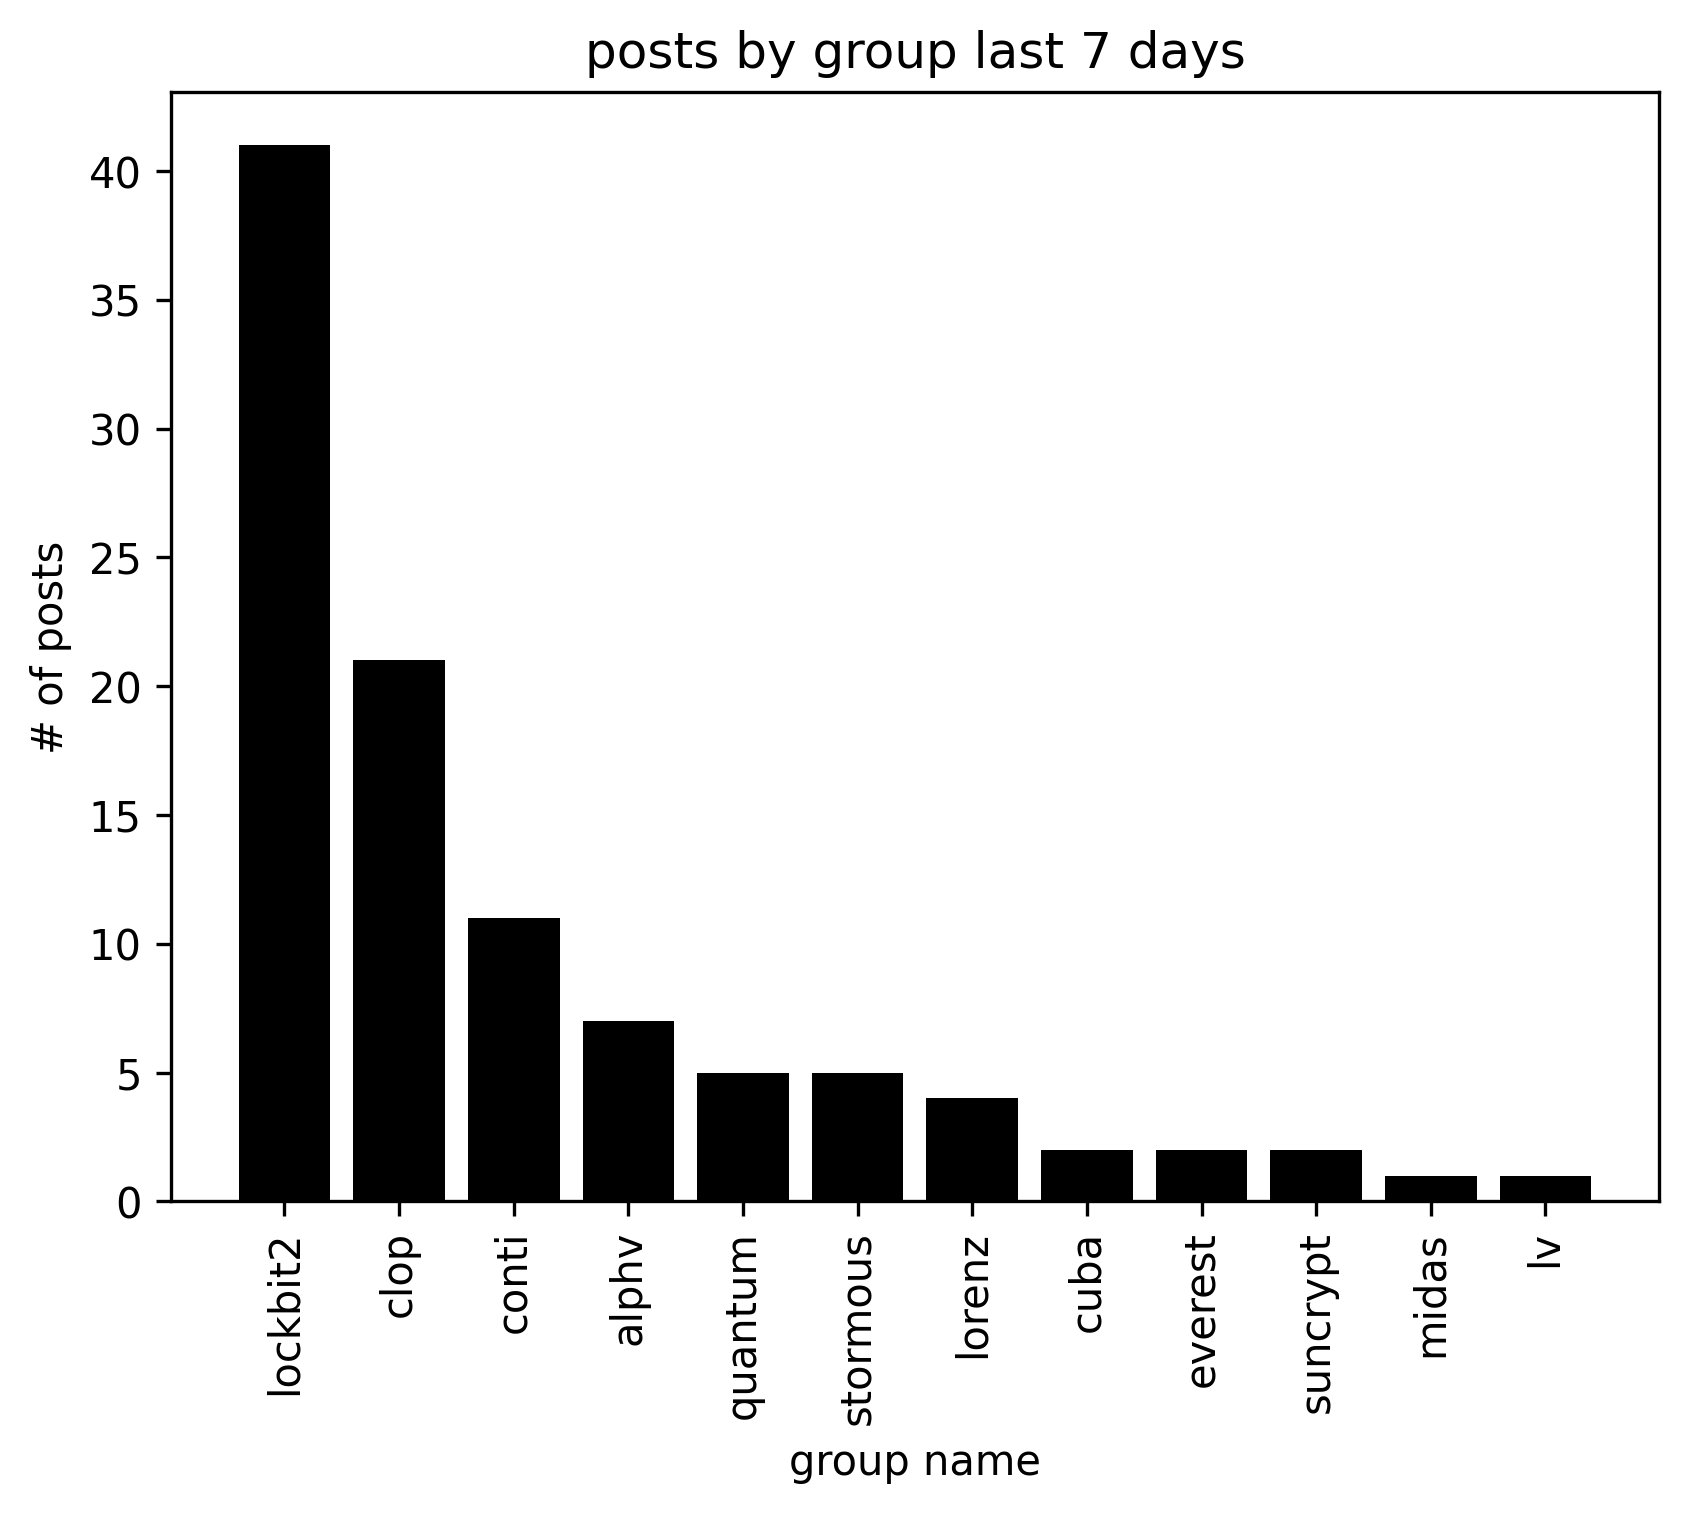 posts by group last 7 days
# of posts
40
35
30
25
20
15
10
5
0
lockbit2
clop
conti
alphv
quantum
stormous
lorenz
cuba
everest
suncrypt
midas
lv
group name